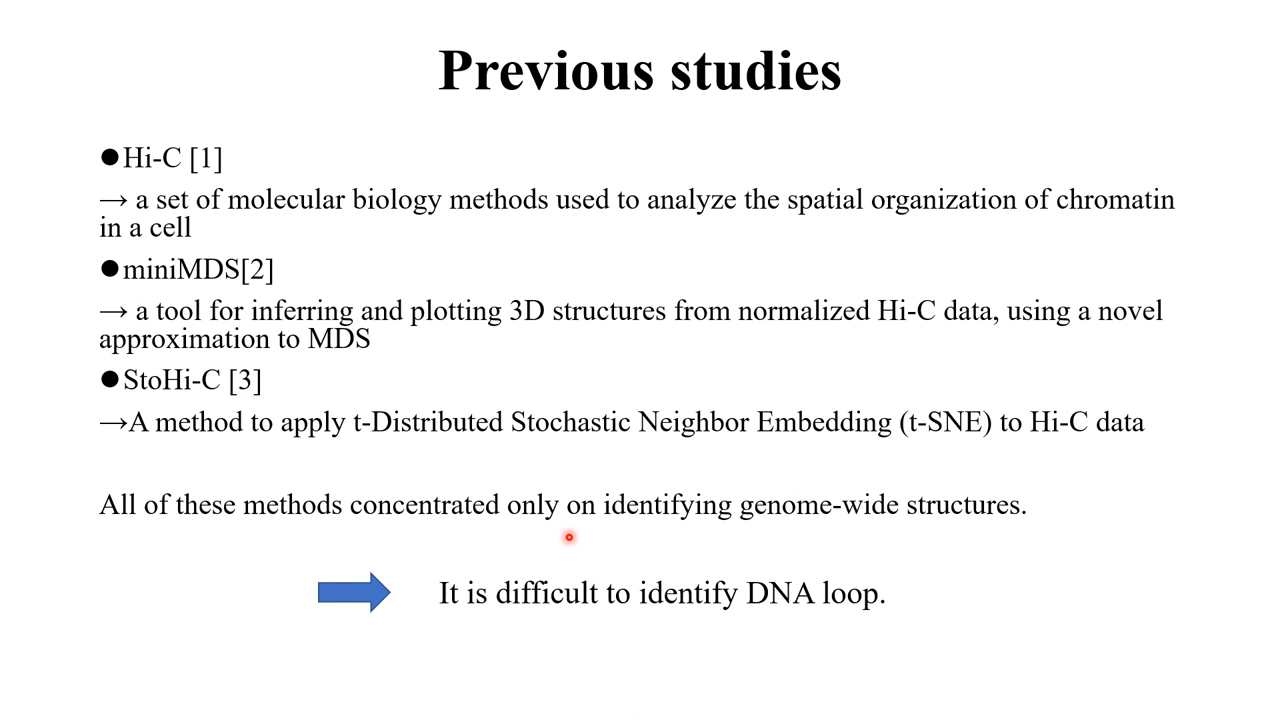 Previous studies
●Hi-C [1]
→ a set of molecular biology methods used to analyze the spatial organization of chromatin
in a cell
●miniMDS[2]
→ a tool for inferring and plotting 3D structures from normalized Hi-C data, using a novel
approximation to MDS
●StoHi-C [3]
→A method to apply t-Distributed Stochastic Neighbor Embedding (t-SNE) to Hi-C data
All of these methods concentrated only on identifying genome-wide structures.
It is difficult to identify DNA loop.